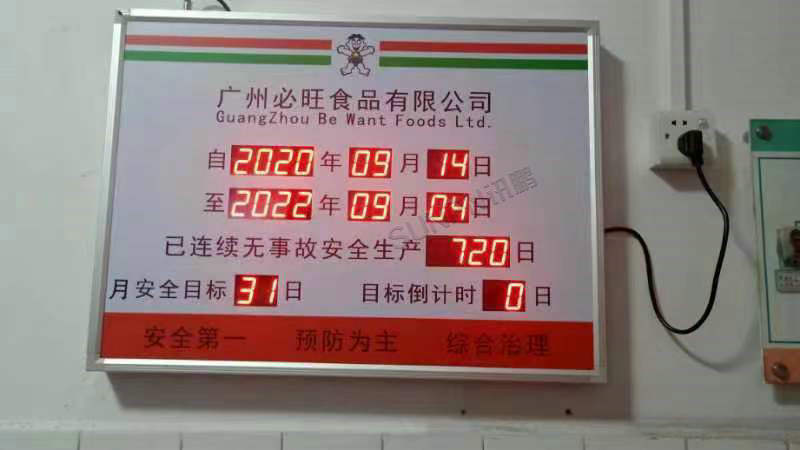 广州必旺食品有限公司
GuangZhou Be Want Foods Ltd.
自2020年09月14日
至2022年09月04日
已连续无事故安全生产720日
月安全目标31日 目标倒计时0日
安全第一 预防为主 综合治理
讯鹏